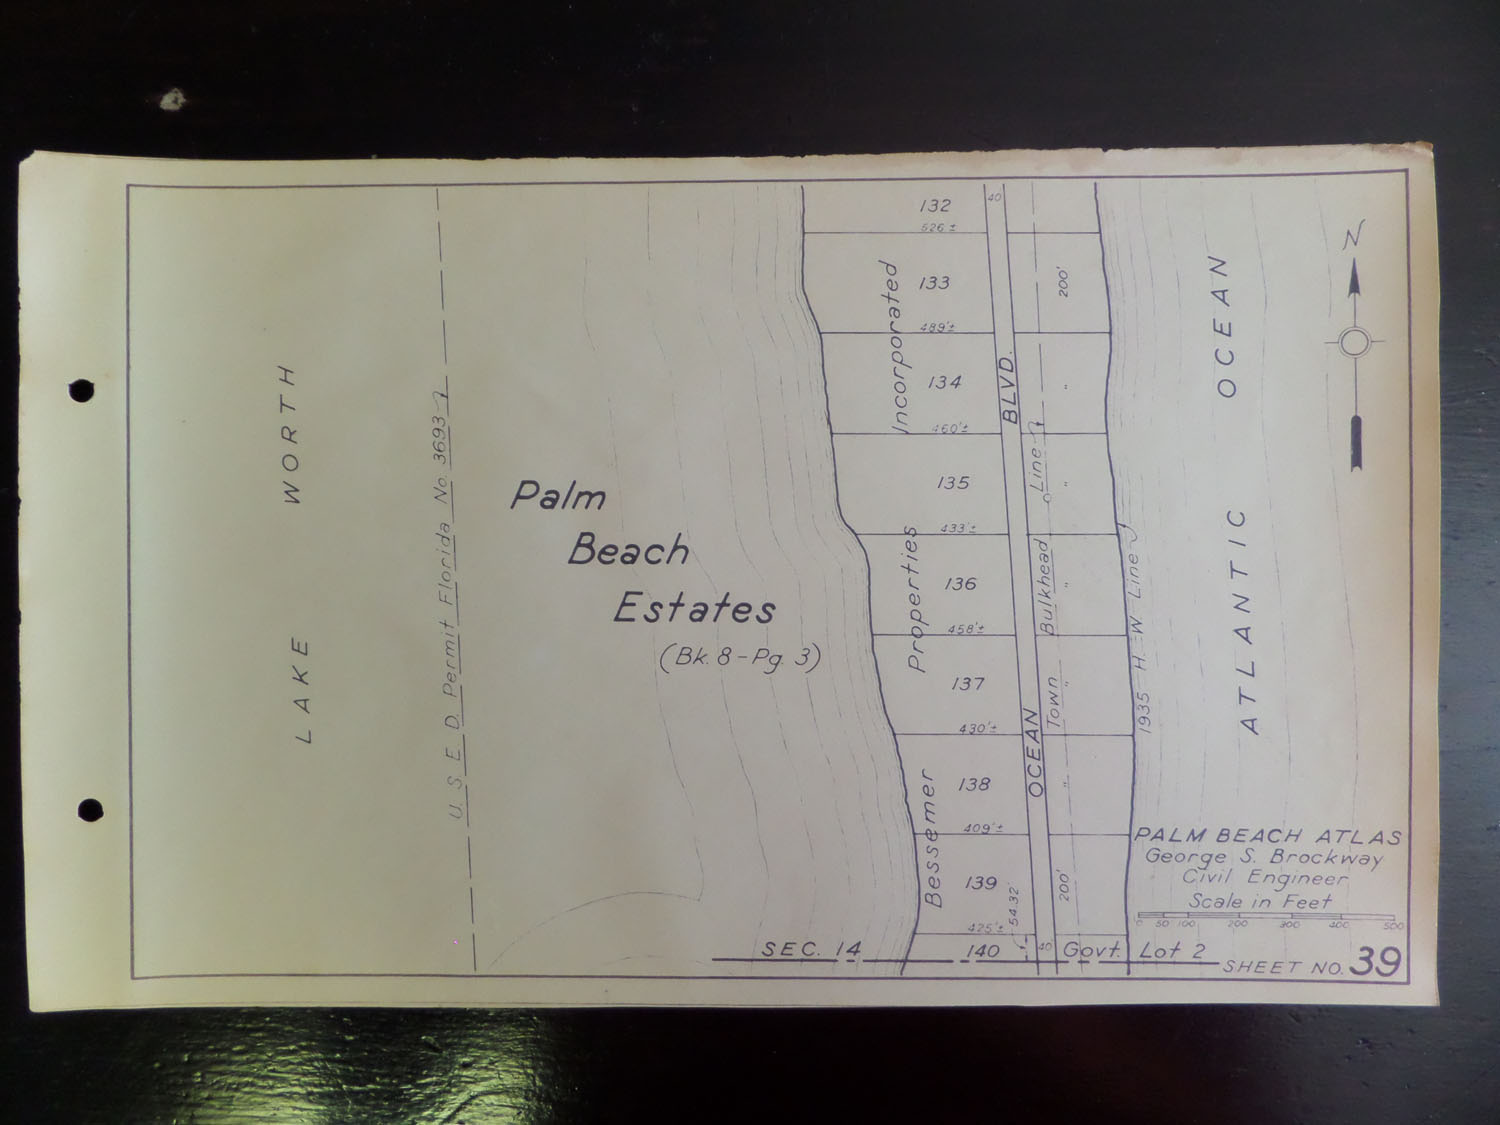 132
40
526 ±
133
200'
489'±
134
"
460'±
135
"
433'±
136
"
458'±
137
"
430'±
138
"
409'±
139
200'
54.32'
425'±
140
40
Bessemer Properties Incorporated
OCEAN BLVD.
Town Bulkhead Line
1935 H. W. Line
LAKE WORTH
U. S. E. D. Permit Florida No. 3693
Palm
Beach
Estates
(Bk. 8 - Pg. 3)
ATLANTIC OCEAN
N
SEC. 14
Govt. Lot 2
PALM BEACH ATLAS
George S. Brockway
Civil Engineer
Scale in Feet
0 50 100 200 300 400 500
SHEET NO. 39